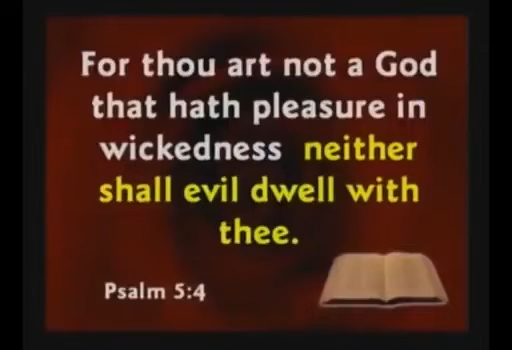 For thou art not a God
that hath pleasure in
wickedness neither
shall evil dwell with
thee.
Psalm 5:4